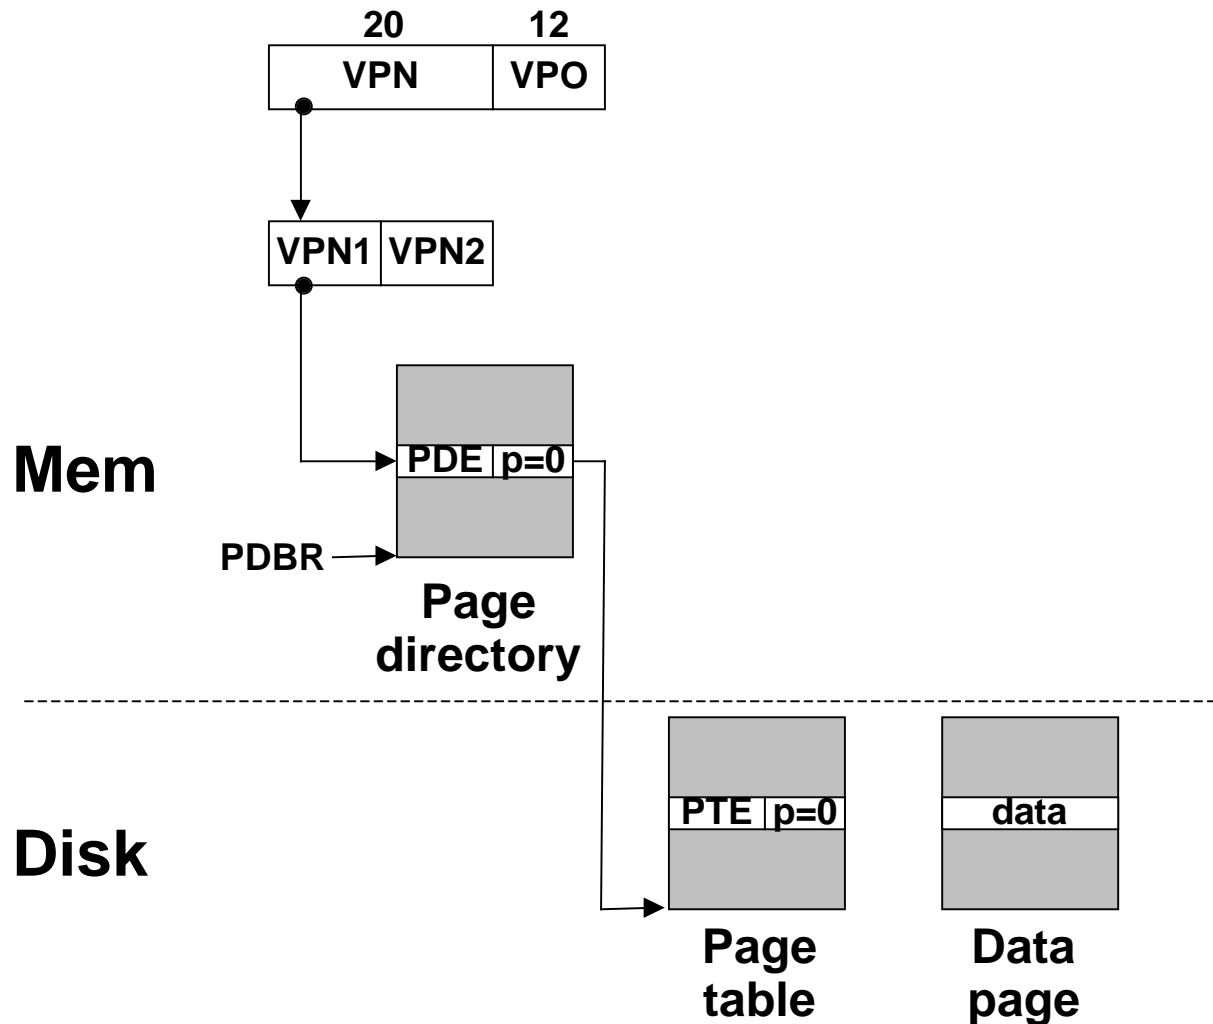 20 12
VPN VPO
VPN1 VPN2
Mem
PDE p=0
PDBR
Page
directory
Disk
PTE p=0
data
Page
table
Data
page